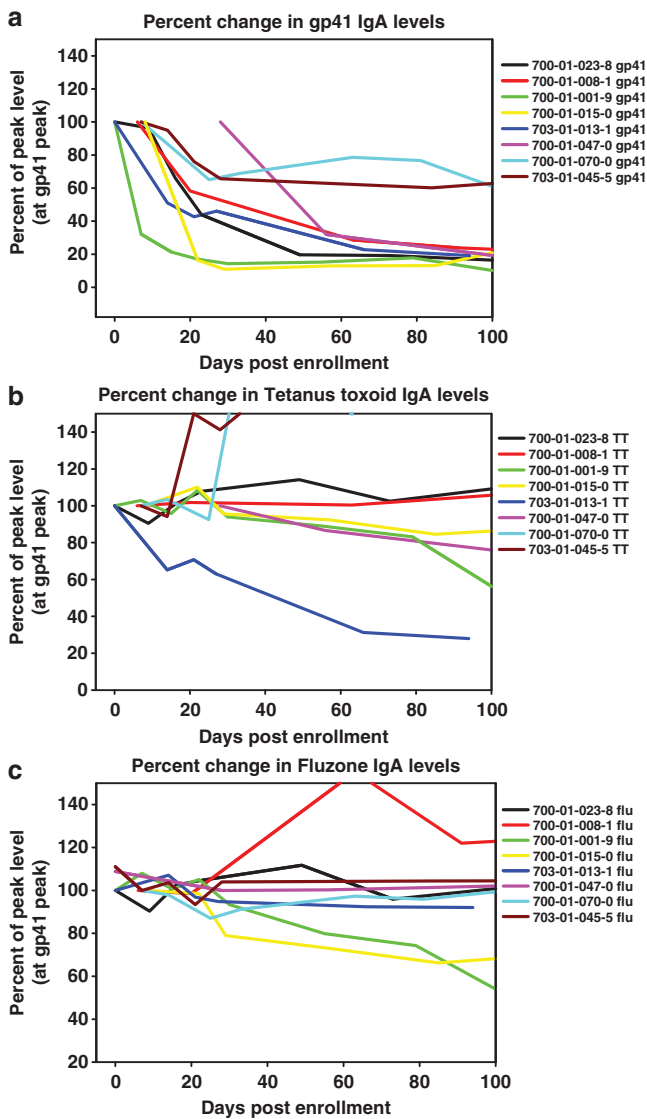 a
Percent change in gp41 IgA levels
Percent of peak level
(at gp41 peak)
140
120
100
80
60
40
20
0
0 20 40 60 80 100
Days post enrollment
700-01-023-8 gp41
700-01-008-1 gp41
700-01-001-9 gp41
700-01-015-0 gp41
703-01-013-1 gp41
700-01-047-0 gp41
700-01-070-0 gp41
703-01-045-5 gp41
b
Percent change in Tetanus toxoid IgA levels
Percent of peak level
(at gp41 peak)
140
120
100
80
60
40
20
0
0 20 40 60 80 100
Days post enrollment
700-01-023-8 TT
700-01-008-1 TT
700-01-001-9 TT
700-01-015-0 TT
703-01-013-1 TT
700-01-047-0 TT
700-01-070-0 TT
703-01-045-5 TT
c
Percent change in Fluzone IgA levels
Percent of peak level
(at gp41 peak)
140
120
100
80
60
40
20
0 20 40 60 80 100
Days post enrollment
700-01-023-8 flu
700-01-008-1 flu
700-01-001-9 flu
700-01-015-0 flu
703-01-013-1 flu
700-01-047-0 flu
700-01-070-0 flu
703-01-045-5 flu